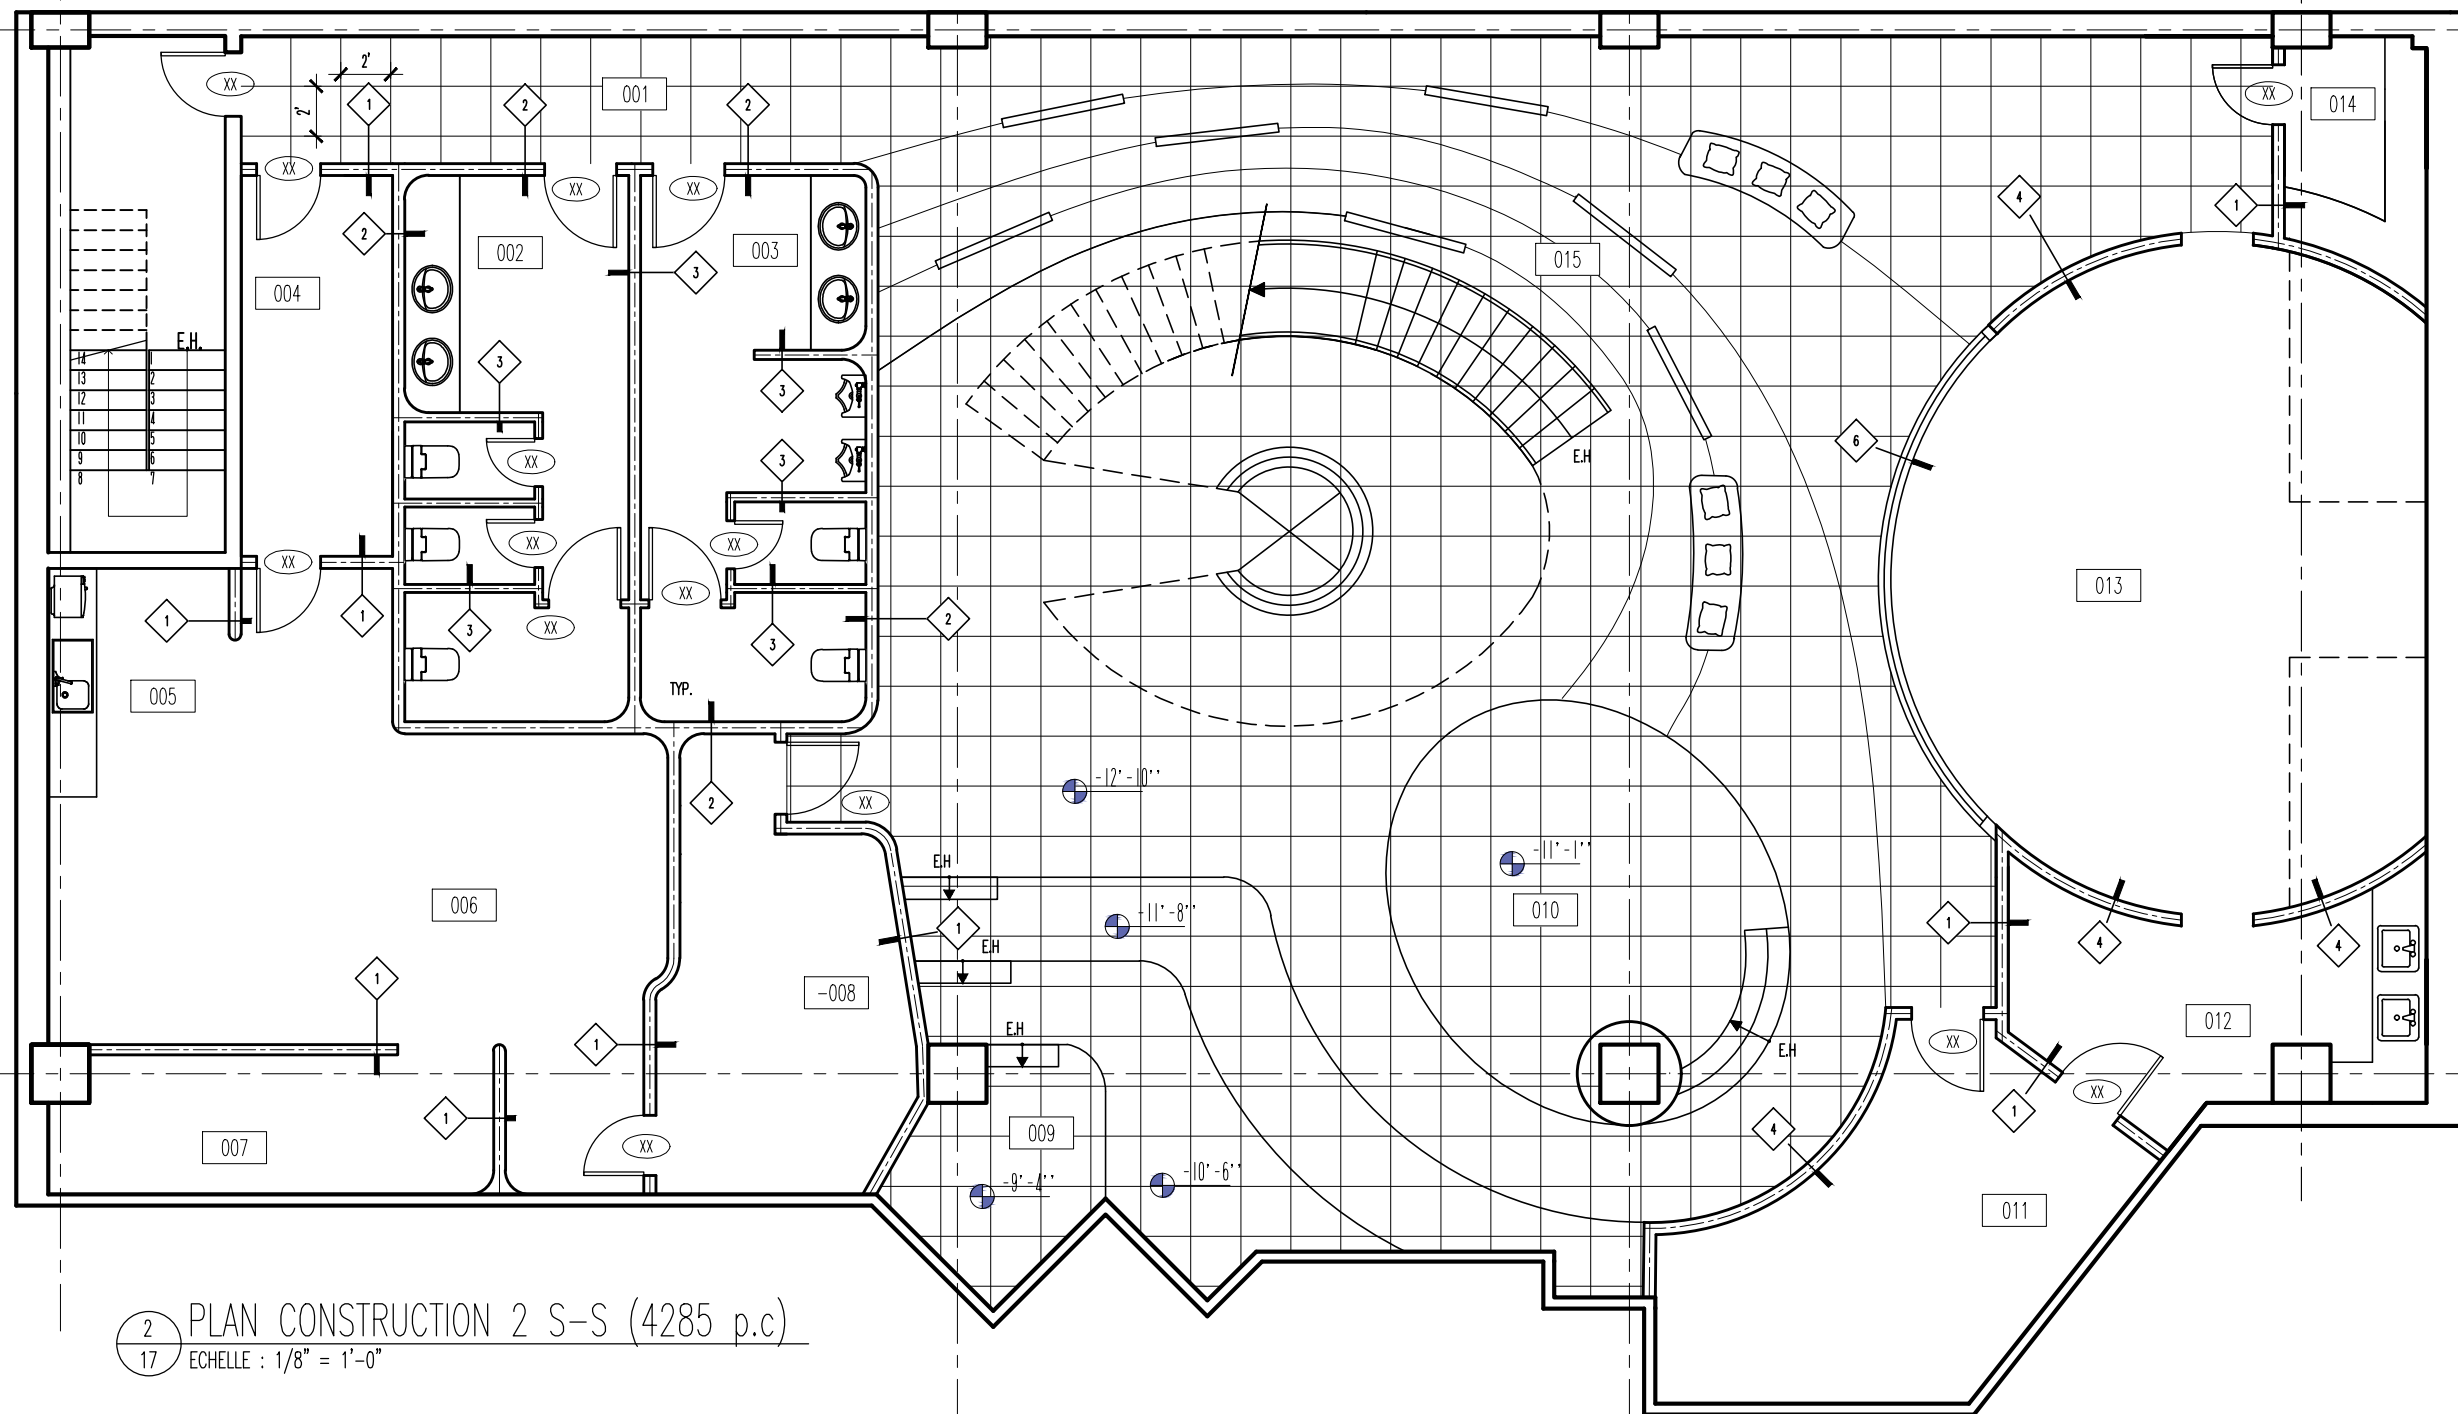 2'
2'
XX
1
2
001
2
XX
014
XX
XX
XX
4
1
2
002
003
3
015
004
E.H.
14 1
13 2
12 3
11 4
10 5
9 6
8 7
3
3
3
6
E.H
XX
XX
XX
XX
013
XX
1
1
3
XX
3
2
005
TYP.
2
-12'-10''
XX
E.H
-11'-1''
006
-11'-8''
1
E.H
010
1
4
4
1
-008
012
1
E.H
E.H
XX
XX
1
1
007
XX
009
4
-9'-4''
-10'-6''
011
2
17
PLAN CONSTRUCTION 2 S-S (4285 p.c)
ECHELLE : 1/8" = 1'-0"